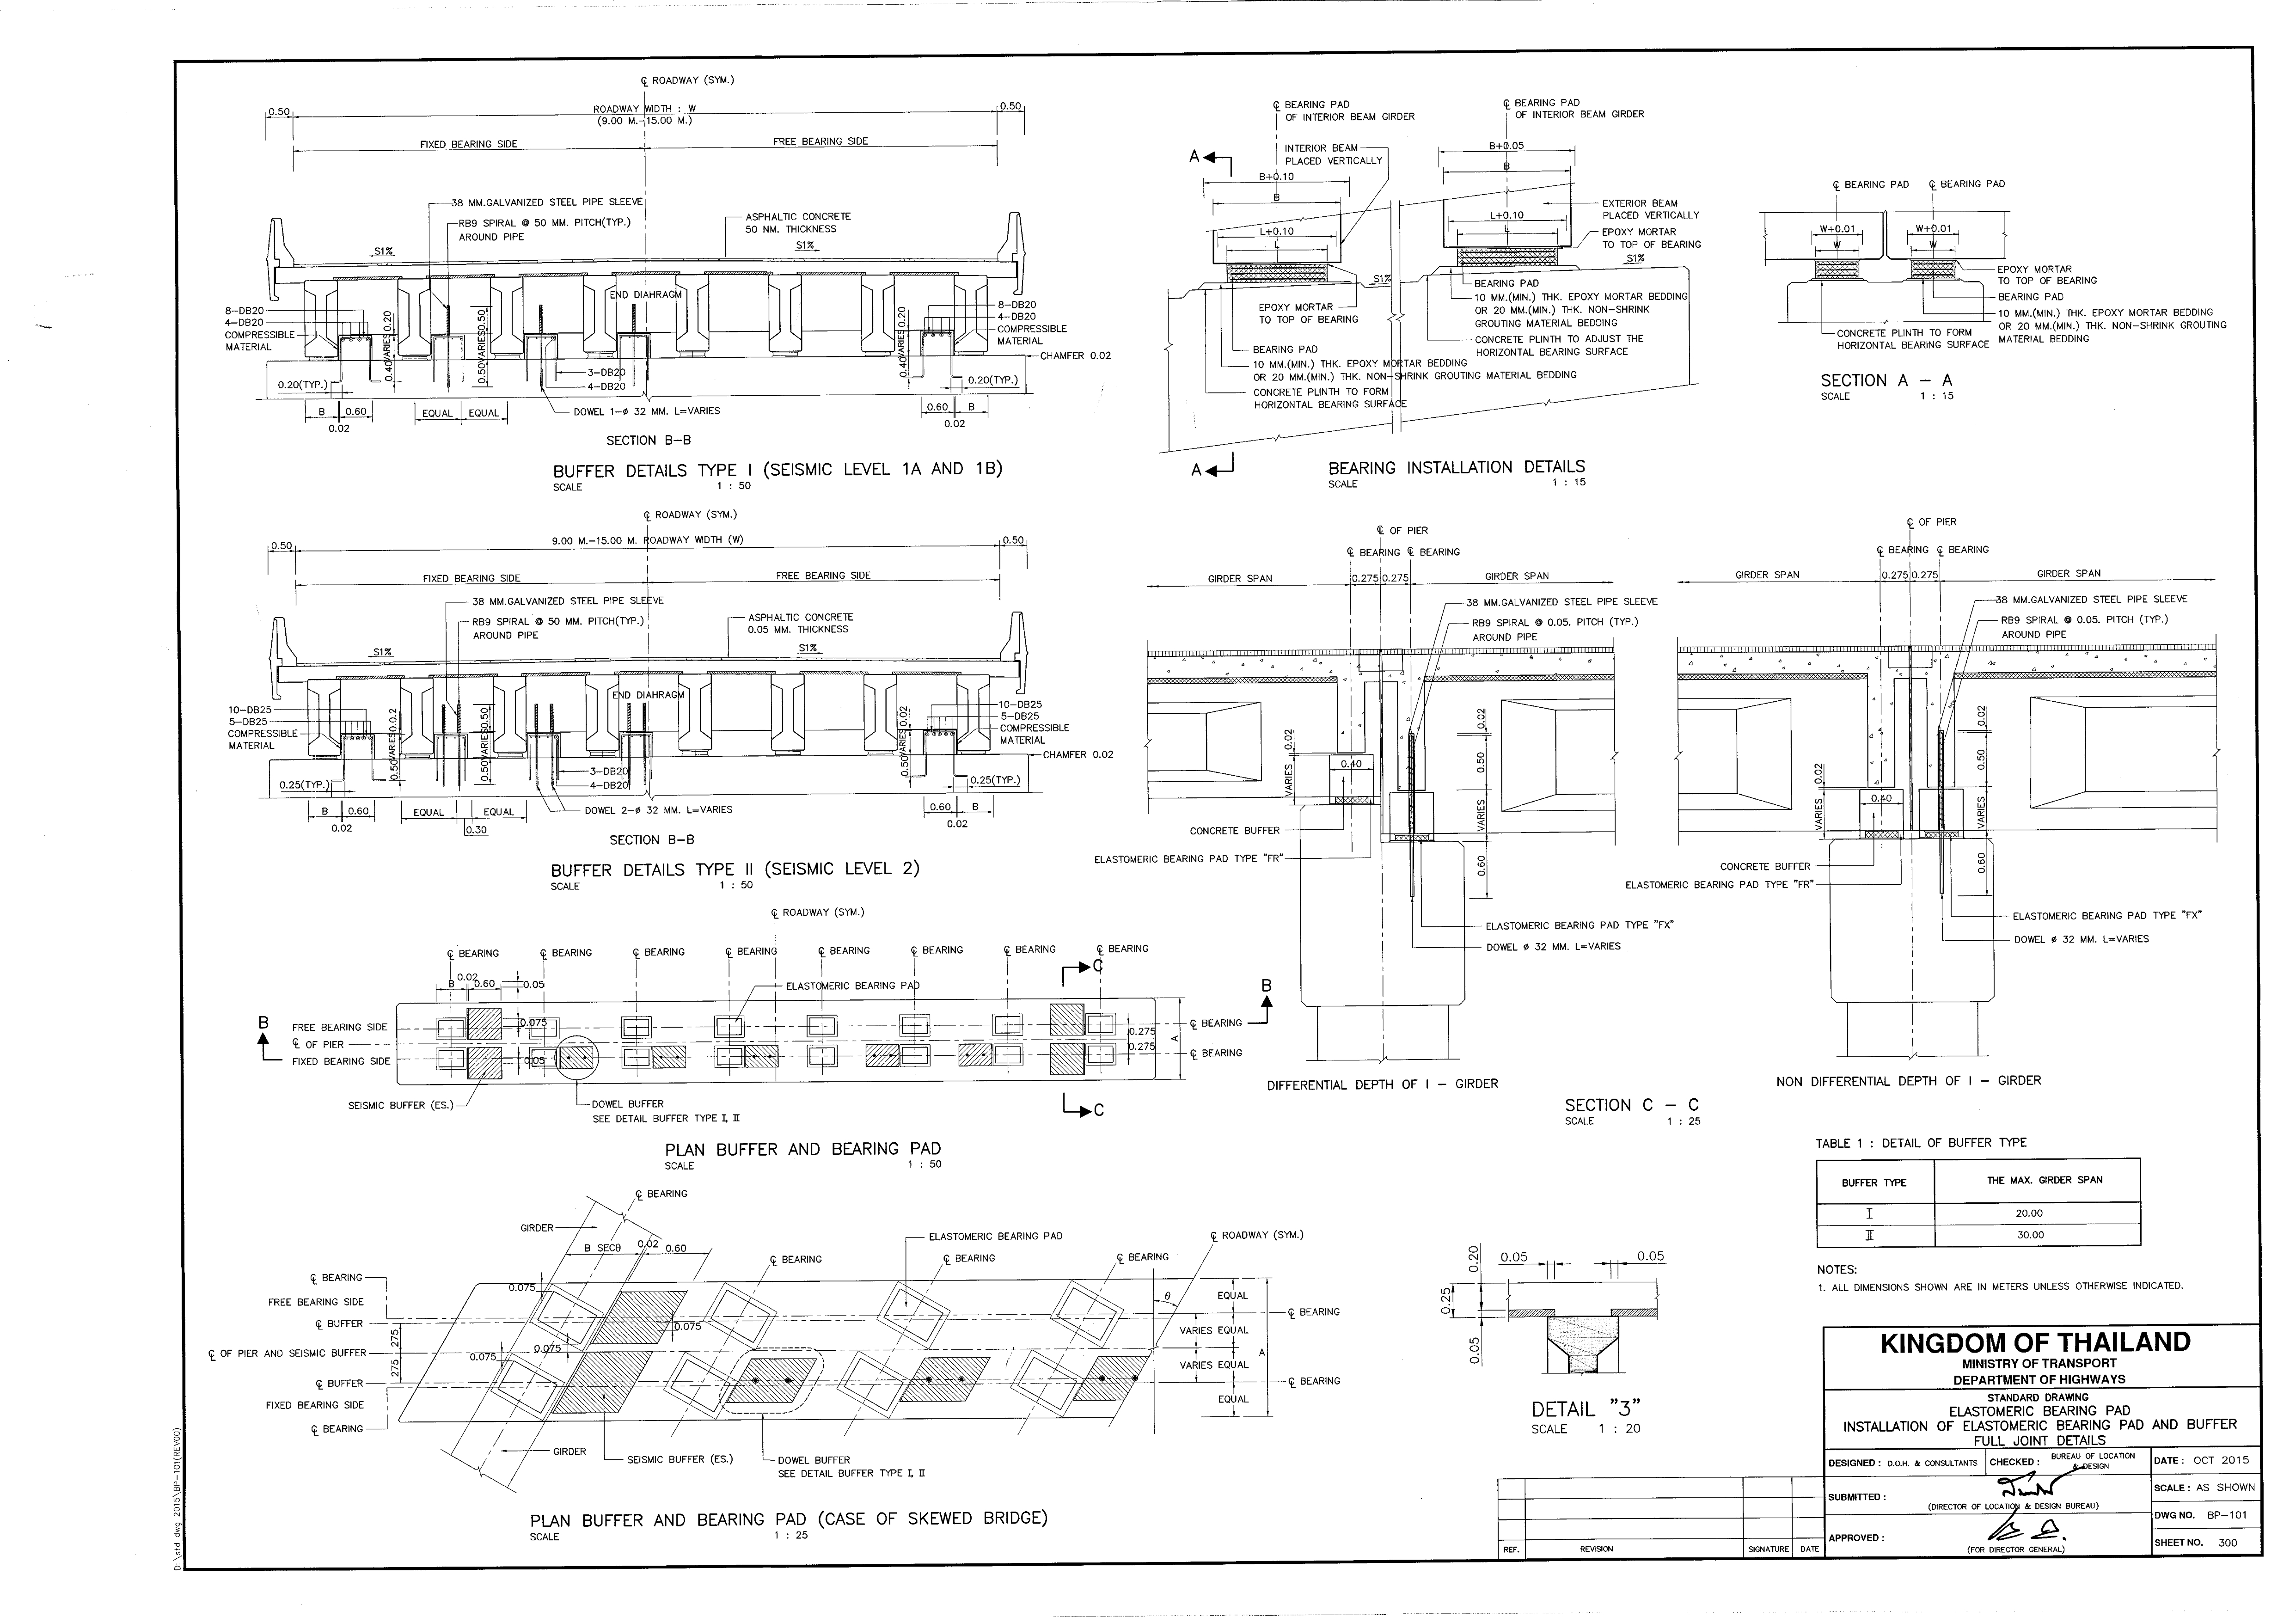 ℄ ROADWAY (SYM.)
0.50
ROADWAY WIDTH : W
(9.00 M.-15.00 M.)
0.50
FIXED BEARING SIDE
FREE BEARING SIDE
38 MM.GALVANIZED STEEL PIPE SLEEVE
RB9 SPIRAL @ 50 MM. PITCH(TYP.)
AROUND PIPE
ASPHALTIC CONCRETE
50 NM. THICKNESS
S1%
S1%
END DIAHRAGM
8-DB20
4-DB20
COMPRESSIBLE
MATERIAL
0.20
VARIES
0.40
0.50
VARIES
0.50
0.20
VARIES
0.40
8-DB20
4-DB20
COMPRESSIBLE
MATERIAL
CHAMFER 0.02
0.20(TYP.)
3-DB20
4-DB20
0.20(TYP.)
B
0.60
EQUAL
EQUAL
DOWEL 1-ø 32 MM. L=VARIES
0.60
B
0.02
0.02
SECTION B-B
BUFFER DETAILS TYPE I (SEISMIC LEVEL 1A AND 1B)
SCALE 1 : 50
℄ ROADWAY (SYM.)
0.50
9.00 M.-15.00 M. ROADWAY WIDTH (W)
0.50
FIXED BEARING SIDE
FREE BEARING SIDE
38 MM.GALVANIZED STEEL PIPE SLEEVE
RB9 SPIRAL @ 50 MM. PITCH(TYP.)
AROUND PIPE
ASPHALTIC CONCRETE
0.05 MM. THICKNESS
S1%
S1%
END DIAHRAGM
10-DB25
5-DB25
COMPRESSIBLE
MATERIAL
0.0.2
VARIES
0.50
0.50
VARIES
0.50
0.02
VARIES
0.50
10-DB25
5-DB25
COMPRESSIBLE
MATERIAL
CHAMFER 0.02
0.25(TYP.)
3-DB20
4-DB20
0.25(TYP.)
B
0.60
EQUAL
EQUAL
DOWEL 2-ø 32 MM. L=VARIES
0.60
B
0.02
0.30
0.02
SECTION B-B
BUFFER DETAILS TYPE II (SEISMIC LEVEL 2)
SCALE 1 : 50
℄ ROADWAY (SYM.)
℄ BEARING
℄ BEARING
℄ BEARING
℄ BEARING
℄ BEARING
℄ BEARING
℄ BEARING
℄ BEARING
C
0.02
B
0.60
0.05
ELASTOMERIC BEARING PAD
B
B
FREE BEARING SIDE
0.075
℄ BEARING
℄ OF PIER
0.275
0.275
A
FIXED BEARING SIDE
0.05
℄ BEARING
SEISMIC BUFFER (ES.)
DOWEL BUFFER
SEE DETAIL BUFFER TYPE I, II
C
PLAN BUFFER AND BEARING PAD
SCALE 1 : 50
℄ BEARING
GIRDER
B SECθ
0.02
0.60
ELASTOMERIC BEARING PAD
℄ ROADWAY (SYM.)
℄ BEARING
℄ BEARING
℄ BEARING
℄ BEARING
0.075
FREE BEARING SIDE
℄ BUFFER
θ
EQUAL
℄ BEARING
0.075
VARIES EQUAL
275
℄ OF PIER AND SEISMIC BUFFER
0.075
0.075
A
275
VARIES EQUAL
℄ BUFFER
℄ BEARING
FIXED BEARING SIDE
EQUAL
℄ BEARING
GIRDER
SEISMIC BUFFER (ES.)
DOWEL BUFFER
SEE DETAIL BUFFER TYPE I, II
PLAN BUFFER AND BEARING PAD (CASE OF SKEWED BRIDGE)
SCALE 1 : 25
℄ BEARING PAD
OF INTERIOR BEAM GIRDER
℄ BEARING PAD
OF INTERIOR BEAM GIRDER
A
INTERIOR BEAM
PLACED VERTICALLY
B+0.05
B
B+0.10
B
EXTERIOR BEAM
PLACED VERTICALLY
L+0.10
L
L+0.10
L
EPOXY MORTAR
TO TOP OF BEARING
S1%
S1%
EPOXY MORTAR
TO TOP OF BEARING
BEARING PAD
10 MM.(MIN.) THK. EPOXY MORTAR BEDDING
OR 20 MM.(MIN.) THK. NON-SHRINK
GROUTING MATERIAL BEDDING
CONCRETE PLINTH TO ADJUST THE
HORIZONTAL BEARING SURFACE
BEARING PAD
10 MM.(MIN.) THK. EPOXY MORTAR BEDDING
OR 20 MM.(MIN.) THK. NON-SHRINK GROUTING MATERIAL BEDDING
CONCRETE PLINTH TO FORM
HORIZONTAL BEARING SURFACE
A
BEARING INSTALLATION DETAILS
SCALE 1 : 15
℄ BEARING PAD
℄ BEARING PAD
W+0.01
W
W+0.01
W
EPOXY MORTAR
TO TOP OF BEARING
BEARING PAD
10 MM.(MIN.) THK. EPOXY MORTAR BEDDING
OR 20 MM.(MIN.) THK. NON-SHRINK GROUTING
MATERIAL BEDDING
CONCRETE PLINTH TO FORM
HORIZONTAL BEARING SURFACE
SECTION A - A
SCALE 1 : 15
℄ OF PIER
℄ BEARING
℄ BEARING
GIRDER SPAN
0.275
0.275
GIRDER SPAN
38 MM.GALVANIZED STEEL PIPE SLEEVE
RB9 SPIRAL @ 0.05. PITCH (TYP.)
AROUND PIPE
0.02
0.50
VARIES
0.60
0.02
VARIES
0.40
CONCRETE BUFFER
ELASTOMERIC BEARING PAD TYPE "FR"
ELASTOMERIC BEARING PAD TYPE "FX"
DOWEL ø 32 MM. L=VARIES
DIFFERENTIAL DEPTH OF I - GIRDER
℄ OF PIER
℄ BEARING
℄ BEARING
GIRDER SPAN
0.275
0.275
GIRDER SPAN
38 MM.GALVANIZED STEEL PIPE SLEEVE
RB9 SPIRAL @ 0.05. PITCH (TYP.)
AROUND PIPE
0.02
0.50
VARIES
0.60
0.02
VARIES
0.40
CONCRETE BUFFER
ELASTOMERIC BEARING PAD TYPE "FR"
ELASTOMERIC BEARING PAD TYPE "FX"
DOWEL ø 32 MM. L=VARIES
NON DIFFERENTIAL DEPTH OF I - GIRDER
SECTION C - C
SCALE 1 : 25
TABLE 1 : DETAIL OF BUFFER TYPE
BUFFER TYPE THE MAX. GIRDER SPAN
I 20.00
II 30.00
NOTES:
1. ALL DIMENSIONS SHOWN ARE IN METERS UNLESS OTHERWISE INDICATED.
0.20
0.05
0.05
0.25
0.05
DETAIL "3"
SCALE 1 : 20
KINGDOM OF THAILAND
MINISTRY OF TRANSPORT
DEPARTMENT OF HIGHWAYS
STANDARD DRAWING
ELASTOMERIC BEARING PAD
INSTALLATION OF ELASTOMERIC BEARING PAD AND BUFFER
FULL JOINT DETAILS
DESIGNED : D.O.H. & CONSULTANTS
CHECKED : BUREAU OF LOCATION
& DESIGN
DATE : OCT 2015
SUBMITTED :
(DIRECTOR OF LOCATION & DESIGN BUREAU)
SCALE : AS SHOWN
DWG NO. BP-101
APPROVED :
(FOR DIRECTOR GENERAL)
SHEET NO. 300
REF. REVISION SIGNATURE DATE
D:\std dwg 2015\BP-101(REV00)